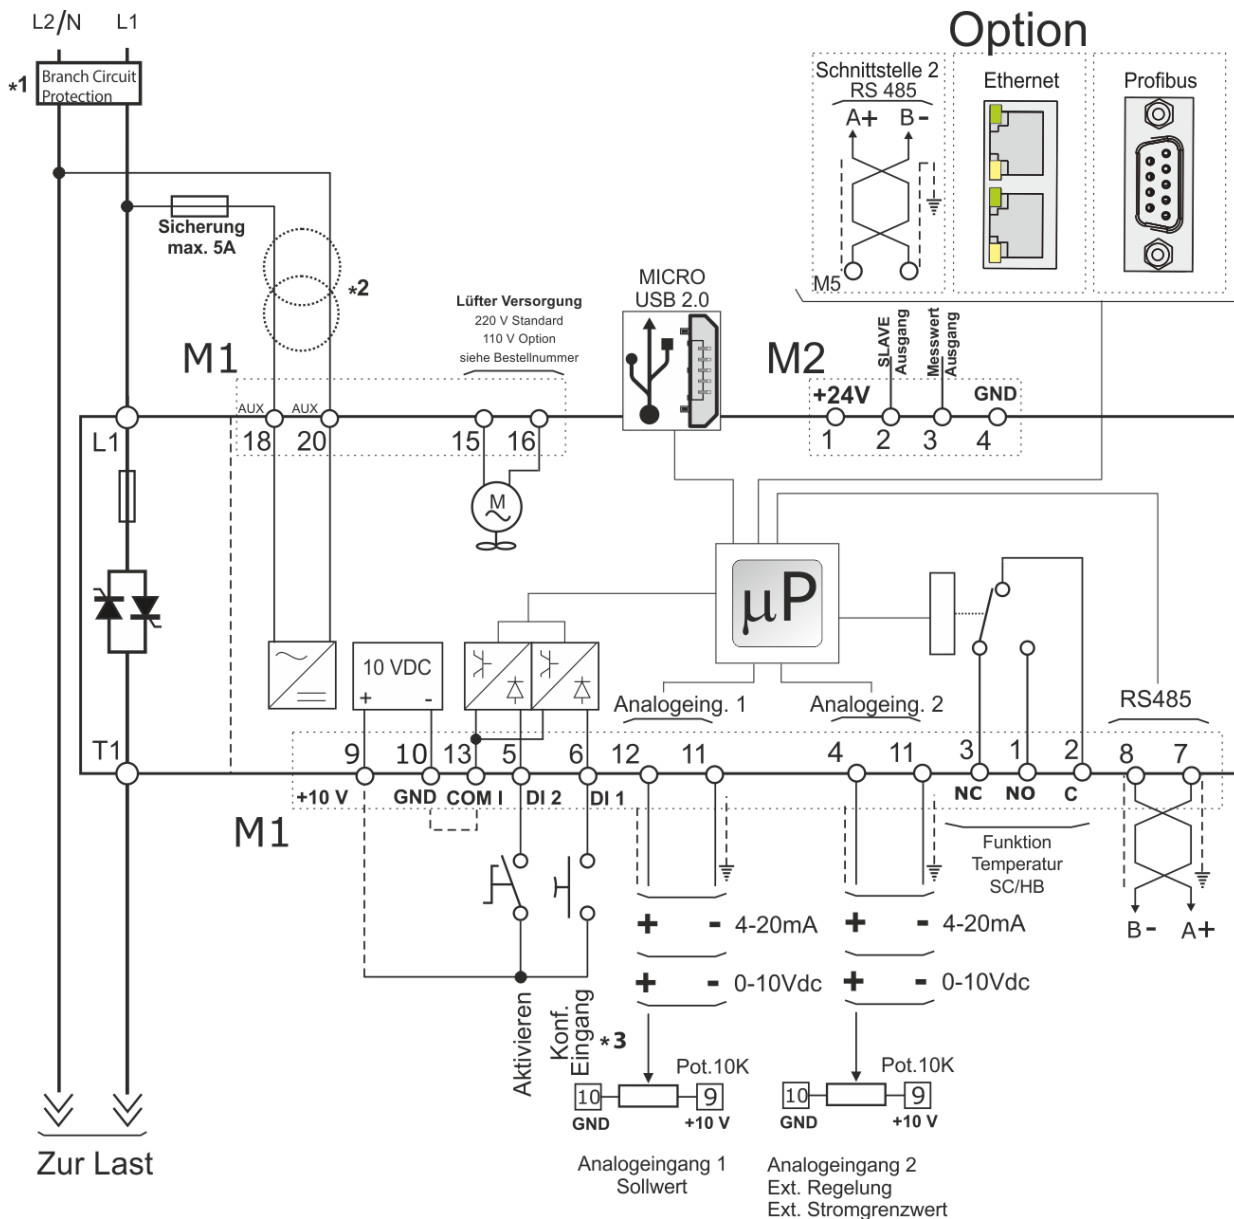 L2/N L1
Option
*1
Branch Circuit
Protection
Schnittstelle 2
RS 485
A+ B-
Ethernet
Profibus
Sicherung
max. 5A
*2
M5
MICRO
USB 2.0
Lüfter Versorgung
220 V Standard
110 V Option
siehe Bestellnummer
M1
M2
SLAVE
Ausgang
Messwert
Ausgang
+24V
GND
AUX AUX
L1
18 20 15 16
1 2 3 4
M
µP
10 VDC
+ -
Analogeing. 1
Analogeing. 2
RS485
T1
9 10 13 5 6 12 11 4 11 3 1 2 8 7
+10 V GND COM I DI 2 DI 1
NC NO C
M1
Funktion
Temperatur
SC/HB
+ - 4-20mA
+ - 4-20mA
B- A+
+ - 0-10Vdc
+ - 0-10Vdc
Aktivieren
Konf.
Eingang
*3
Pot.10K
10 9
GND +10 V
Pot.10K
10 9
GND +10 V
Zur Last
Analogeingang 1
Sollwert
Analogeingang 2
Ext. Regelung
Ext. Stromgrenzwert